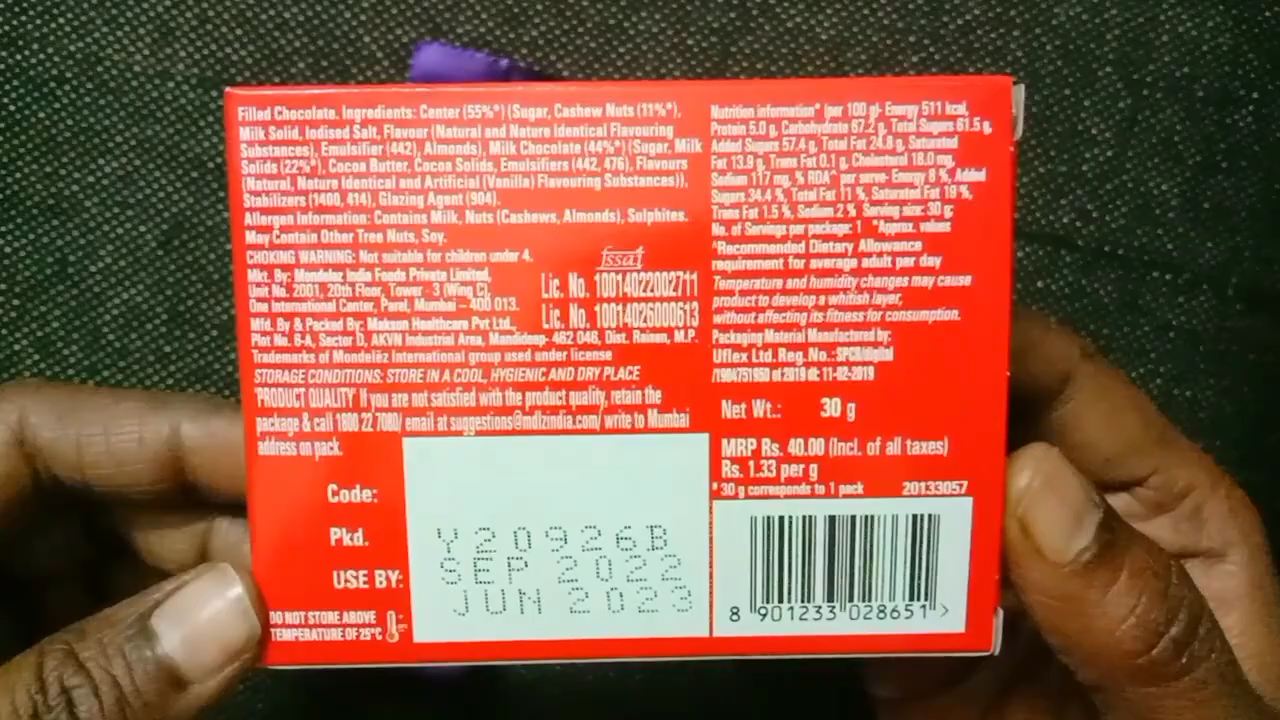 Filled Chocolate. Ingredients: Center (55%*) (Sugar, Cashew Nuts (11%*),
Milk Solid, Iodised Salt, Flavour (Natural and Nature Identical Flavouring
Substances), Emulsifier (442), Almonds), Milk Chocolate (44%*) (Sugar, Milk
Solids (22%*), Cocoa Butter, Cocoa Solids, Emulsifiers (442, 476), Flavours
(Natural, Nature Identical and Artificial (Vanilla) Flavouring Substances)),
Stabilizers (1400, 414), Glazing Agent (904).
Allergen Information: Contains Milk, Nuts (Cashews, Almonds), Sulphites.
May Contain Other Tree Nuts, Soy.
CHOKING WARNING: Not suitable for children under 4.
Mkt. By: Mondelez India Foods Private Limited,
Unit No. 2001, 20th Floor, Tower - 3 (Wing C),
One International Center, Parel, Mumbai – 400 013.
fssai
Lic. No. 10014022002711
Lic. No. 10014026000613
Mfd. By & Packed By: Makson Healthcare Pvt Ltd.,
Plot No. 6-A, Sector D, AKVN Industrial Area, Mandideep- 462 046, Dist. Raisen, M.P.
Trademarks of Mondelēz International group used under license
STORAGE CONDITIONS: STORE IN A COOL, HYGIENIC AND DRY PLACE
'PRODUCT QUALITY' If you are not satisfied with the product quality, retain the
package & call 1800 22 7080/ email at suggestions@mdlzindia.com/ write to Mumbai
address on pack.
Code:
Pkd.
USE BY:
Y20926B
SEP 2022
JUN 2023
DO NOT STORE ABOVE
TEMPERATURE OF 25°C
Nutrition information* (per 100 g)- Energy 511 kcal,
Protein 5.0 g, Carbohydrate 67.2 g, Total Sugars 61.5 g,
Added Sugars 57.4 g, Total Fat 24.8 g, Saturated
Fat 13.9 g, Trans Fat 0.1 g, Cholesterol 18.0 mg,
Sodium 117 mg, % RDA^ per serve- Energy 8 %, Added
Sugars 34.4 %, Total Fat 11 %, Saturated Fat 19 %,
Trans Fat 1.5 %, Sodium 2 % Serving size: 30 g;
No. of Servings per package: 1 *Approx. values
^Recommended Dietary Allowance
requirement for average adult per day
Temperature and humidity changes may cause
product to develop a whitish layer,
without affecting its fitness for consumption.
Packaging Material Manufactured by:
Uflex Ltd. Reg. No.: SPCB/digital
/1904751950 of 2019 dt: 11-02-2019
Net Wt.: 30 g
MRP Rs. 40.00 (Incl. of all taxes)
Rs. 1.33 per g
*30 g corresponds to 1 pack 20133057
8 901233 028651 >